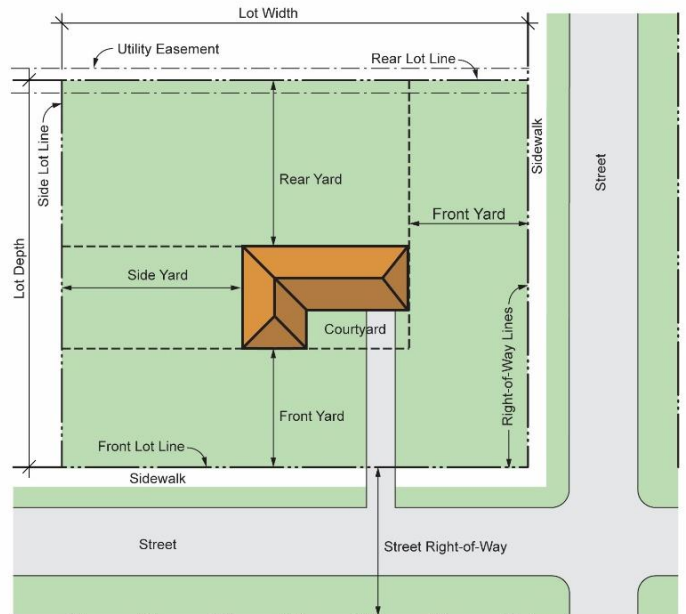 Lot Width
Utility Easement
Rear Lot Line
Side Lot Line
Sidewalk
Street
Rear Yard
Front Yard
Lot Depth
Side Yard
Right-of-Way Lines
Courtyard
Front Yard
Front Lot Line
Sidewalk
Street
Street Right-of-Way